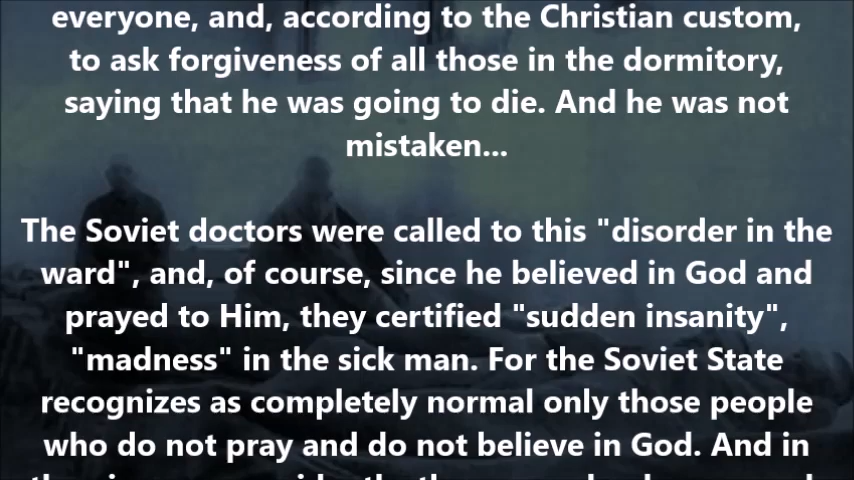 everyone, and, according to the Christian custom,
to ask forgiveness of all those in the dormitory,
saying that he was going to die. And he was not
mistaken...
The Soviet doctors were called to this "disorder in the
ward", and, of course, since he believed in God and
prayed to Him, they certified "sudden insanity",
"madness" in the sick man. For the Soviet State
recognizes as completely normal only those people
who do not pray and do not believe in God. And in